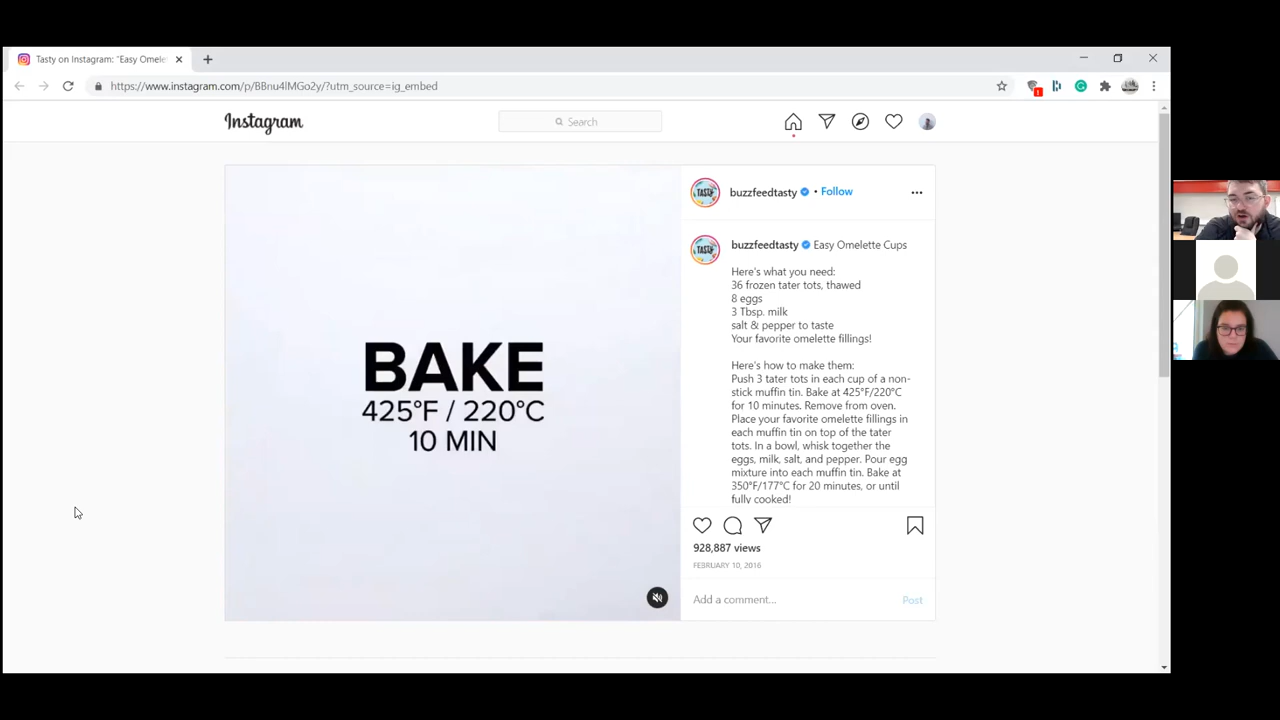 Tasty on Instagram: "Easy Omele
https://www.instagram.com/p/BBnu4lMGo2y/?utm_source=ig_embed
Instagram
Search
BAKE
425°F / 220°C
10 MIN
TASTY
buzzfeedtasty • Follow
TASTY
buzzfeedtasty Easy Omelette Cups
Here's what you need:
36 frozen tater tots, thawed
8 eggs
3 Tbsp. milk
salt & pepper to taste
Your favorite omelette fillings!
Here's how to make them:
Push 3 tater tots in each cup of a non-
stick muffin tin. Bake at 425°F/220°C
for 10 minutes. Remove from oven.
Place your favorite omelette fillings in
each muffin tin on top of the tater
tots. In a bowl, whisk together the
eggs, milk, salt, and pepper. Pour egg
mixture into each muffin tin. Bake at
350°F/177°C for 20 minutes, or until
fully cooked!
928,887 views
FEBRUARY 10, 2016
Add a comment...
Post